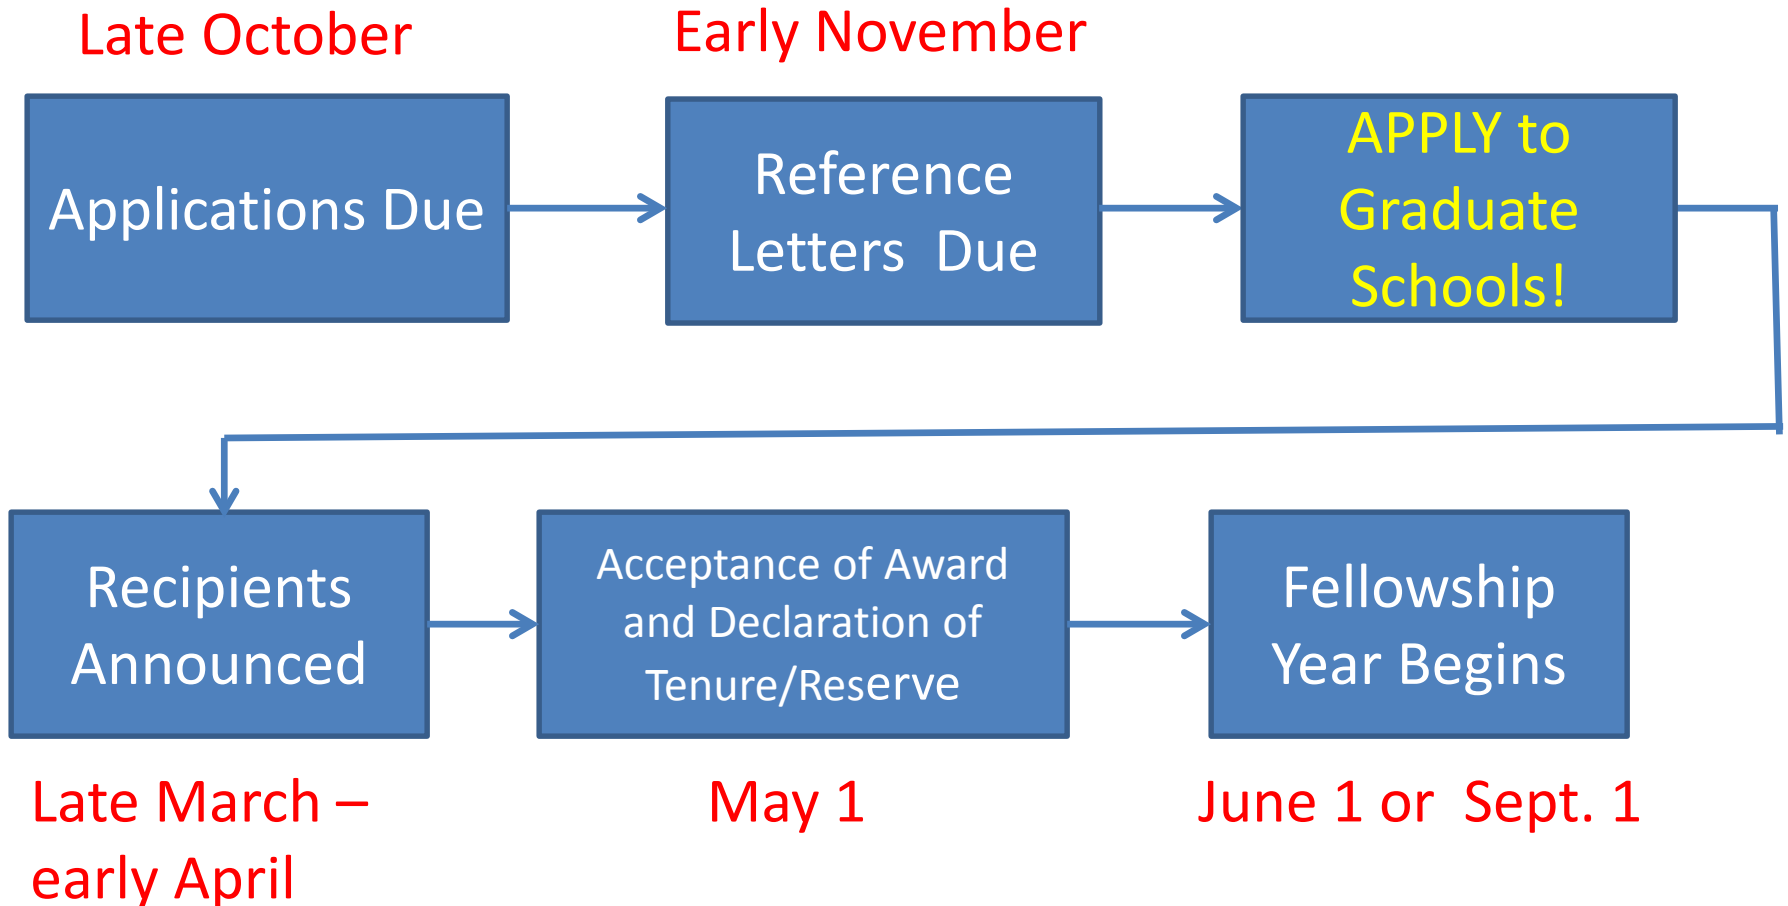 Late October
Early November
Applications Due
Reference
Letters  Due
APPLY to
Graduate
Schools!
Recipients
Announced
Acceptance of Award
and Declaration of
Tenure/Reserve
Fellowship
Year Begins
Late March –
early April
May 1
June 1 or  Sept. 1